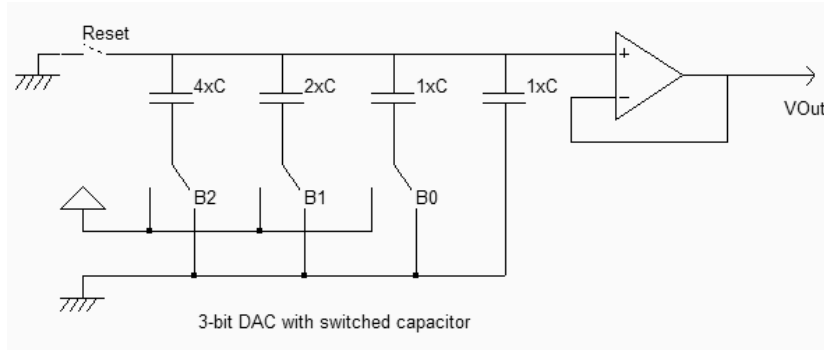 Reset
4xC
2xC
1xC
1xC
+
−
VOut
B2
B1
B0
3-bit DAC with switched capacitor